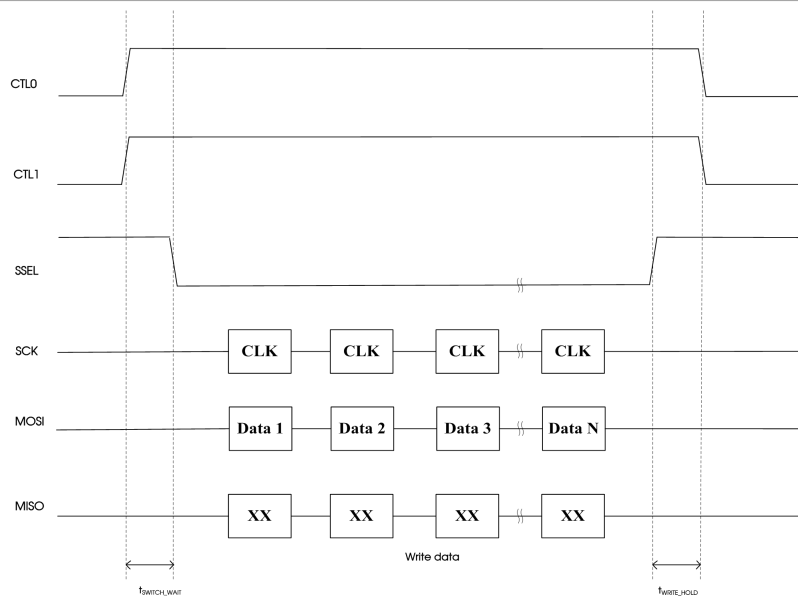 CTL0
CTL1
SSEL
SCK CLK CLK CLK CLK
MOSI Data 1 Data 2 Data 3 Data N
MISO XX XX XX XX
Write data
tSWITCH_WAIT tWRITE_HOLD